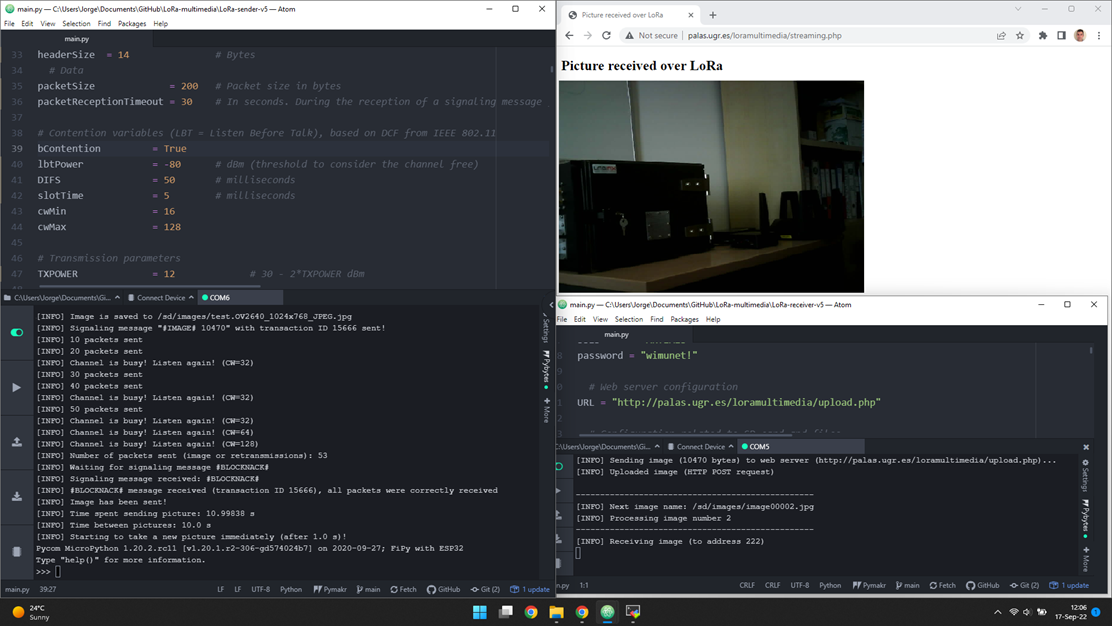 main.py — C:\Users\Jorge\Documents\GitHub\LoRa-multimedia\LoRa-sender-v5 — Atom
File Edit View Selection Find Packages Help
main.py
33 headerSize = 14 # Bytes
34 # Data
35 packetSize = 200 # Packet size in bytes
36 packetReceptionTimeout = 30 # In seconds. During the reception of a signaling message
37
38 # Contention variables (LBT = Listen Before Talk), based on DCF from IEEE 802.11
39 bContention = True
40 lbtPower = -80 # dBm (threshold to consider the channel free)
41 DIFS = 50 # milliseconds
42 slotTime = 5 # milliseconds
43 cwMin = 16
44 cwMax = 128
45
46 # Transmission parameters
47 TXPOWER = 12 # 30 - 2*TXPOWER dBm
C:\Users\Jorge\Documents\Gi... Connect Device COM6
[INFO] Image is saved to /sd/images/test.OV2640_1024x768_JPEG.jpg
[INFO] Signaling message "#IMAGE# 10470" with transaction ID 15666 sent!
[INFO] 10 packets sent
[INFO] 20 packets sent
[INFO] Channel is busy! Listen again! (CW=32)
[INFO] 30 packets sent
[INFO] 40 packets sent
[INFO] Channel is busy! Listen again! (CW=32)
[INFO] 50 packets sent
[INFO] Channel is busy! Listen again! (CW=32)
[INFO] Channel is busy! Listen again! (CW=64)
[INFO] Channel is busy! Listen again! (CW=128)
[INFO] Number of packets sent (image or retransmissions): 53
[INFO] Waiting for signaling message #BLOCKNACK#
[INFO] Signaling message received: #BLOCKNACK#
[INFO] #BLOCKNACK# message received (transaction ID 15666), all packets were correctly received
[INFO] Image has been sent!
[INFO] Time spent sending picture: 10.99838 s
[INFO] Time between pictures: 10.0 s
[INFO] Starting to take a new picture immediately (after 1.0 s)!
Pycom MicroPython 1.20.2.rc11 [v1.20.1.r2-306-gd574024b7] on 2020-09-27; FiPy with ESP32
Type "help()" for more information.
>>>
Settings
Pybytes
More
main.py 39:27 LF LF UTF-8 Python Pymakr main Fetch GitHub Git (2) 1 update
Picture received over LoRa
Not secure palas.ugr.es/loramultimedia/streaming.php
Picture received over LoRa
main.py — C:\Users\Jorge\Documents\GitHub\LoRa-multimedia\LoRa-receiver-v5 — Atom
File Edit View Selection Find Packages Help
main.py
password = "wimunet!"
# Web server configuration
URL = "http://palas.ugr.es/loramultimedia/upload.php"
C:\Users\Jorge\Documents\Gi... Connect Device COM5
[INFO] Sending image (10470 bytes) to web server (http://palas.ugr.es/loramultimedia/upload.php)...
[INFO] Uploaded image (HTTP POST request)
------------------------------------------------
[INFO] Next image name: /sd/images/image00002.jpg
[INFO] Processing image number 2
------------------------------------------------
[INFO] Receiving image (to address 222)
Settings
Pybytes
More
1:1 CRLF CRLF UTF-8 Python Pymakr main Fetch GitHub Git (2) 1 update
24°C
Sunny
12:06
17-Sep-22